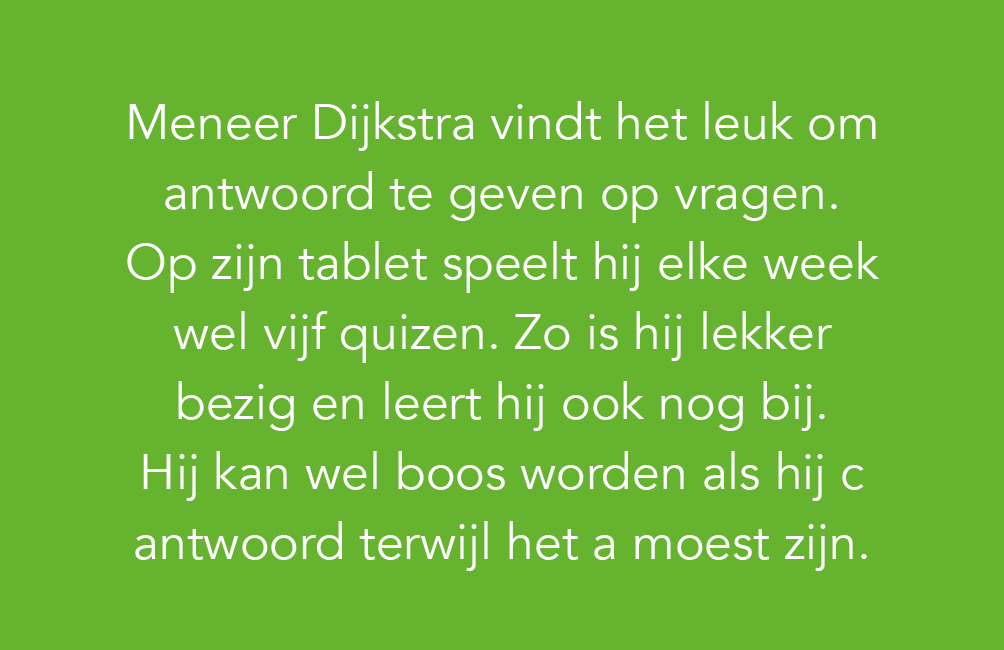 Meneer Dijkstra vindt het leuk om
antwoord te geven op vragen.
Op zijn tablet speelt hij elke week
wel vijf quizen. Zo is hij lekker
bezig en leert hij ook nog bij.
Hij kan wel boos worden als hij c
antwoord terwijl het a moest zijn.